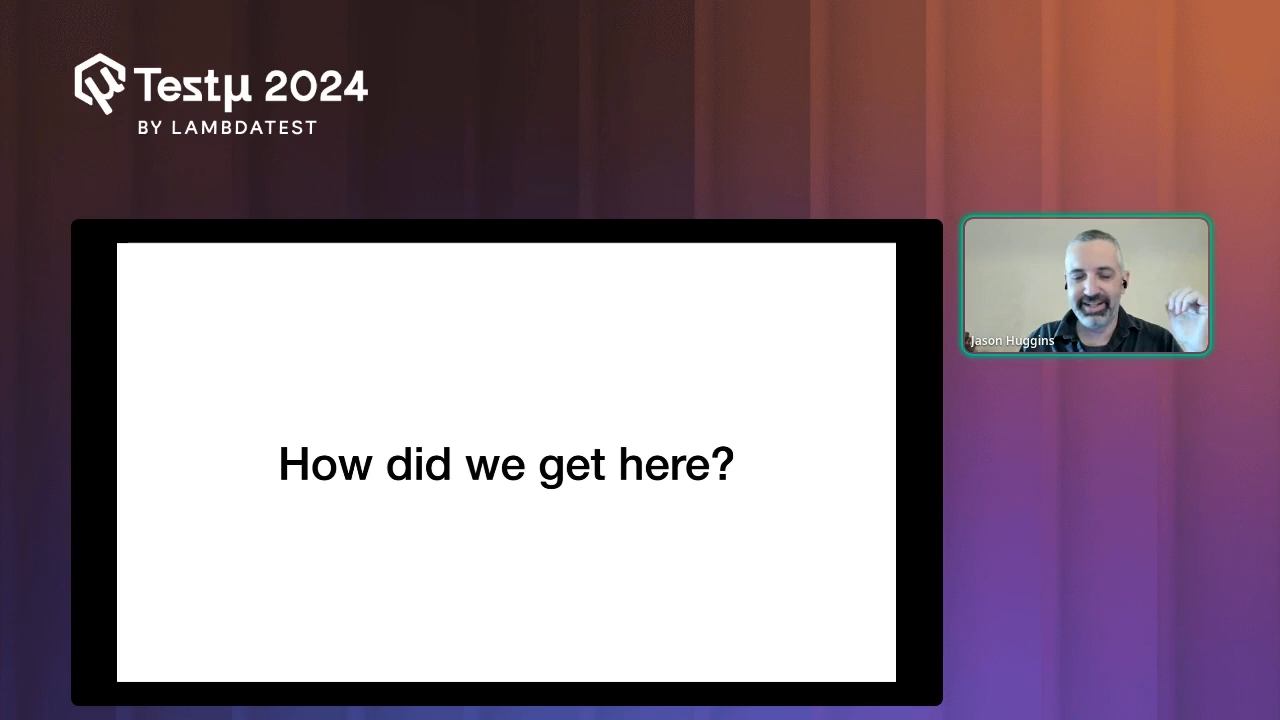 Testμ 2024
BY LAMBDATEST
How did we get here?
Jason Huggins